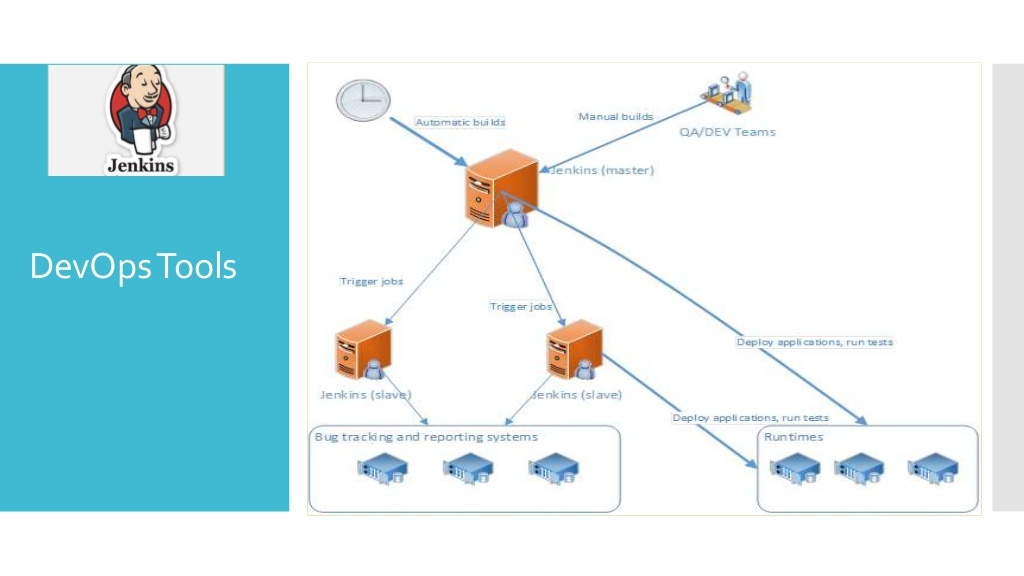 Jenkins
DevOps Tools
Automatic builds
Manual builds
QA/DEV Teams
Jenkins (master)
Trigger jobs
Trigger jobs
Deploy applications, run tests
Jenkins (slave)
Jenkins (slave)
Deploy applications, run tests
Bug tracking and reporting systems
Runtimes